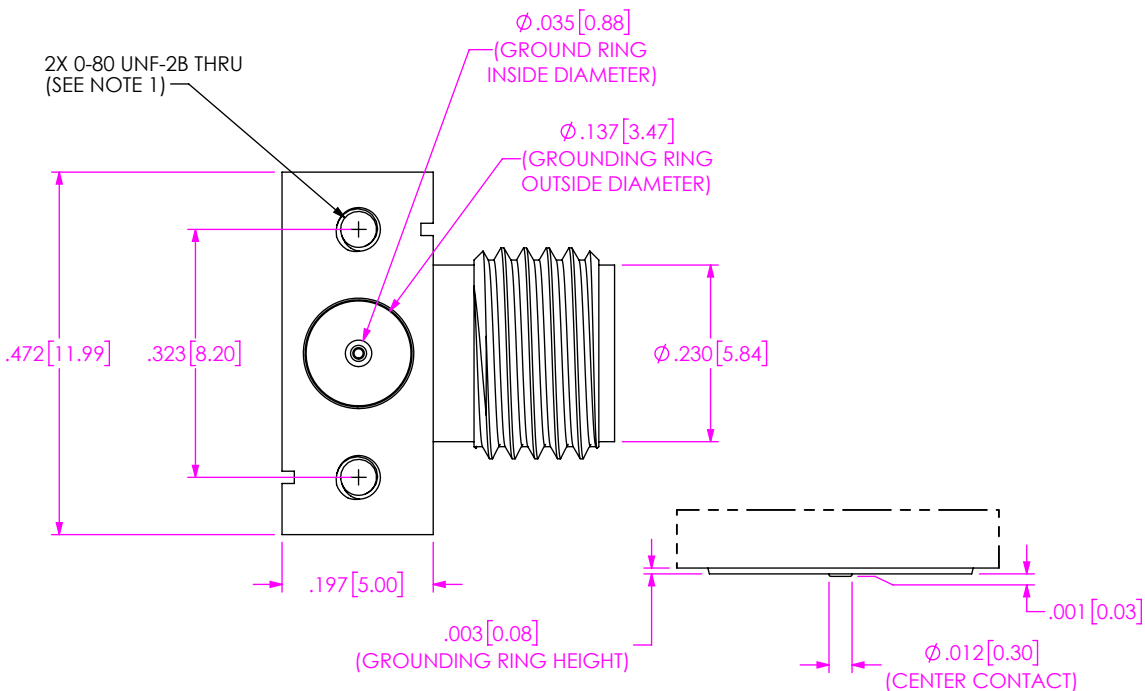 Ø.035[0.88]
(GROUND RING
INSIDE DIAMETER)
2X 0-80 UNF-2B THRU
(SEE NOTE 1)
Ø.137[3.47]
(GROUNDING RING
OUTSIDE DIAMETER)
.472[11.99]
.323[8.20]
Ø.230[5.84]
.197[5.00]
.001[0.03]
.003[0.08]
(GROUNDING RING HEIGHT)
Ø.012[0.30]
(CENTER CONTACT)